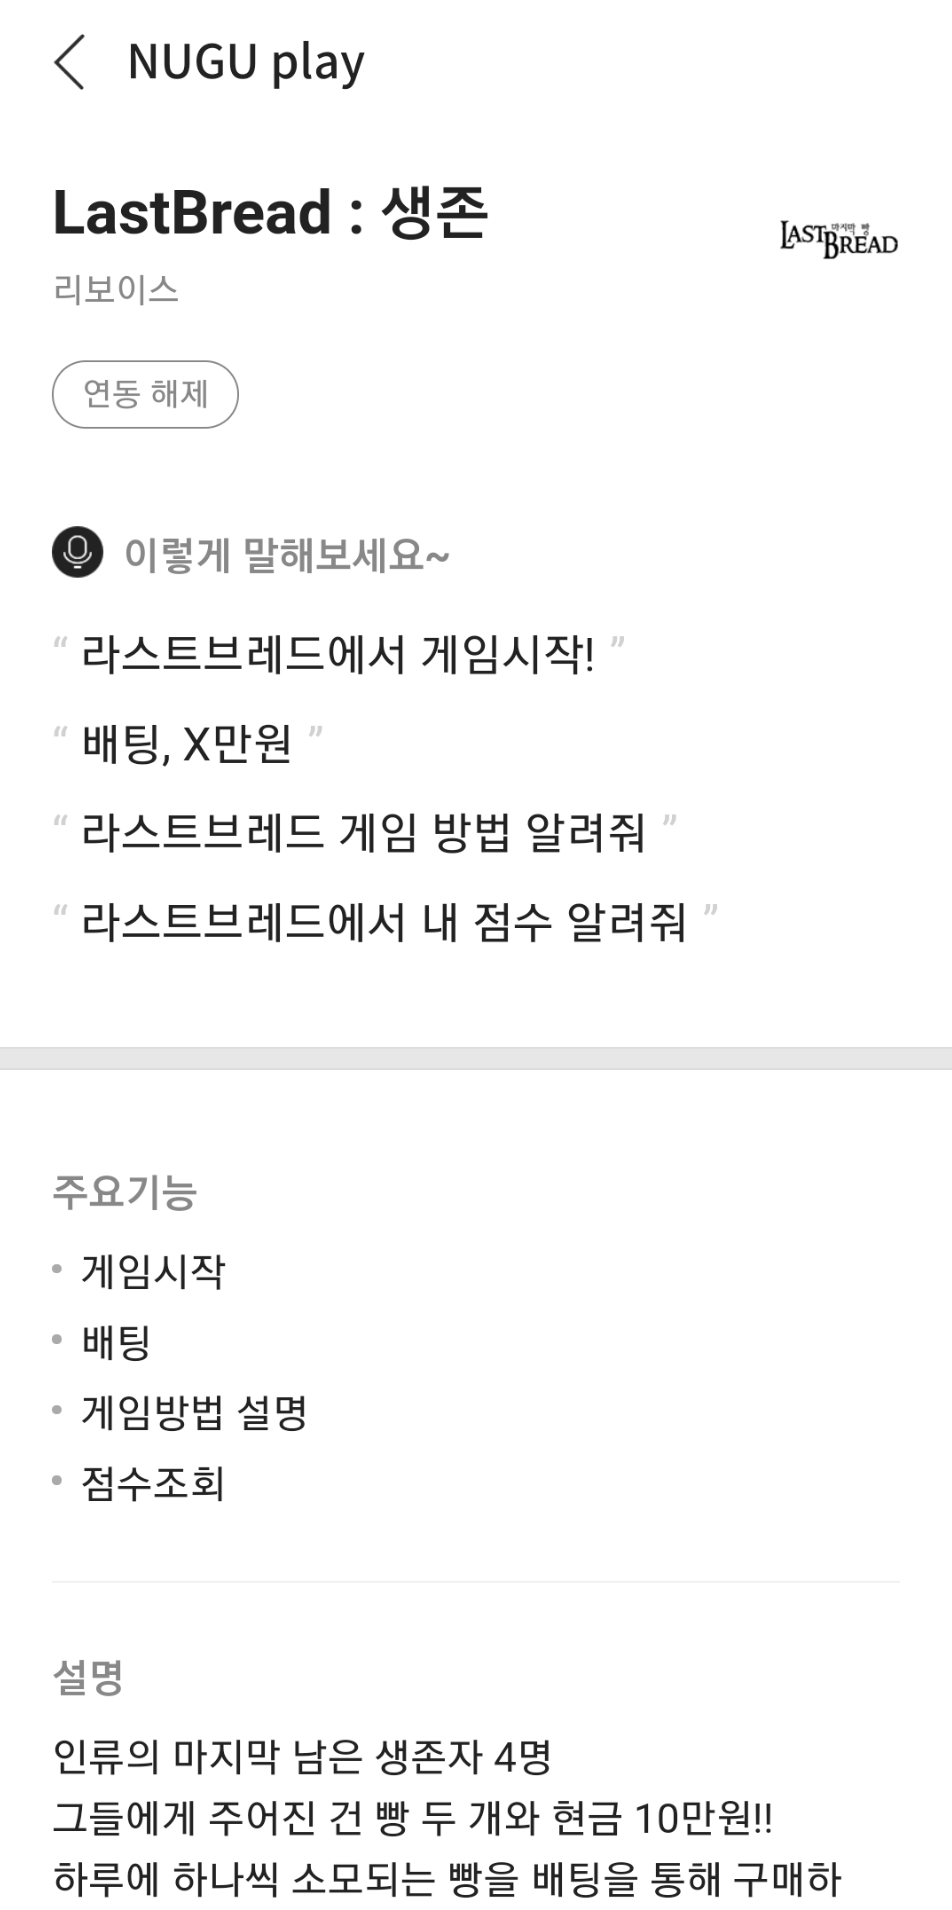 NUGU play
LastBread : 생존
마지막 빵
LASTBREAD
리보이스
연동 해제
이렇게 말해보세요~
“ 라스트브레드에서 게임시작! ”
“ 배팅, X만원 ”
“ 라스트브레드 게임 방법 알려줘 ”
“ 라스트브레드에서 내 점수 알려줘 ”
주요기능
• 게임시작
• 배팅
• 게임방법 설명
• 점수조회
설명
인류의 마지막 남은 생존자 4명
그들에게 주어진 건 빵 두 개와 현금 10만원!!
하루에 하나씩 소모되는 빵을 배팅을 통해 구매하